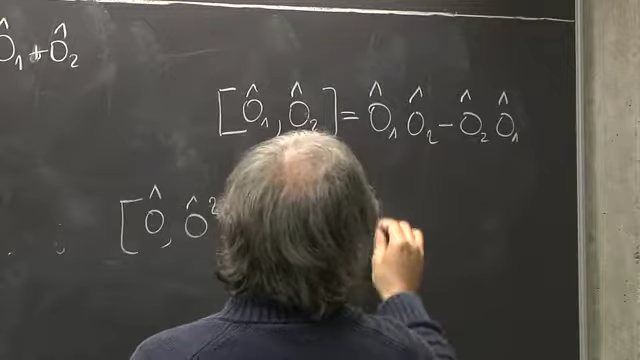 Ô₁ + Ô₂
[Ô₁, Ô₂] = Ô₁ Ô₂ − Ô₂ Ô₁
[Ô, Ô²